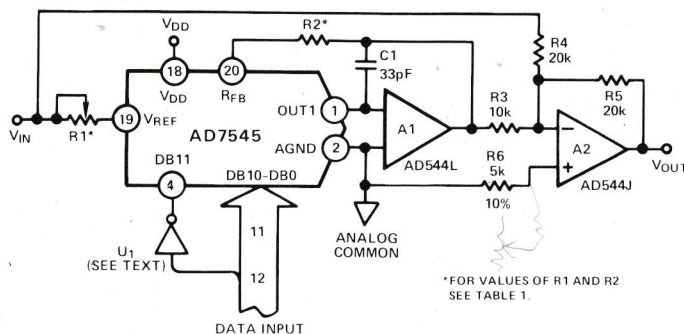 VDD
R2*
C1
33pF
R4
20k
18
20
VDD
RFB
OUT1
1
R3
10k
R5
20k
VIN
R1*
19
VREF
AD7545
A1
A2
AGND
2
AD544L
R6
5k
10%
AD544J
VOUT
DB11
4
DB10-DB0
U1
(SEE TEXT)
11
12
ANALOG
COMMON
*FOR VALUES OF R1 AND R2
SEE TABLE 1.
DATA INPUT
−
+